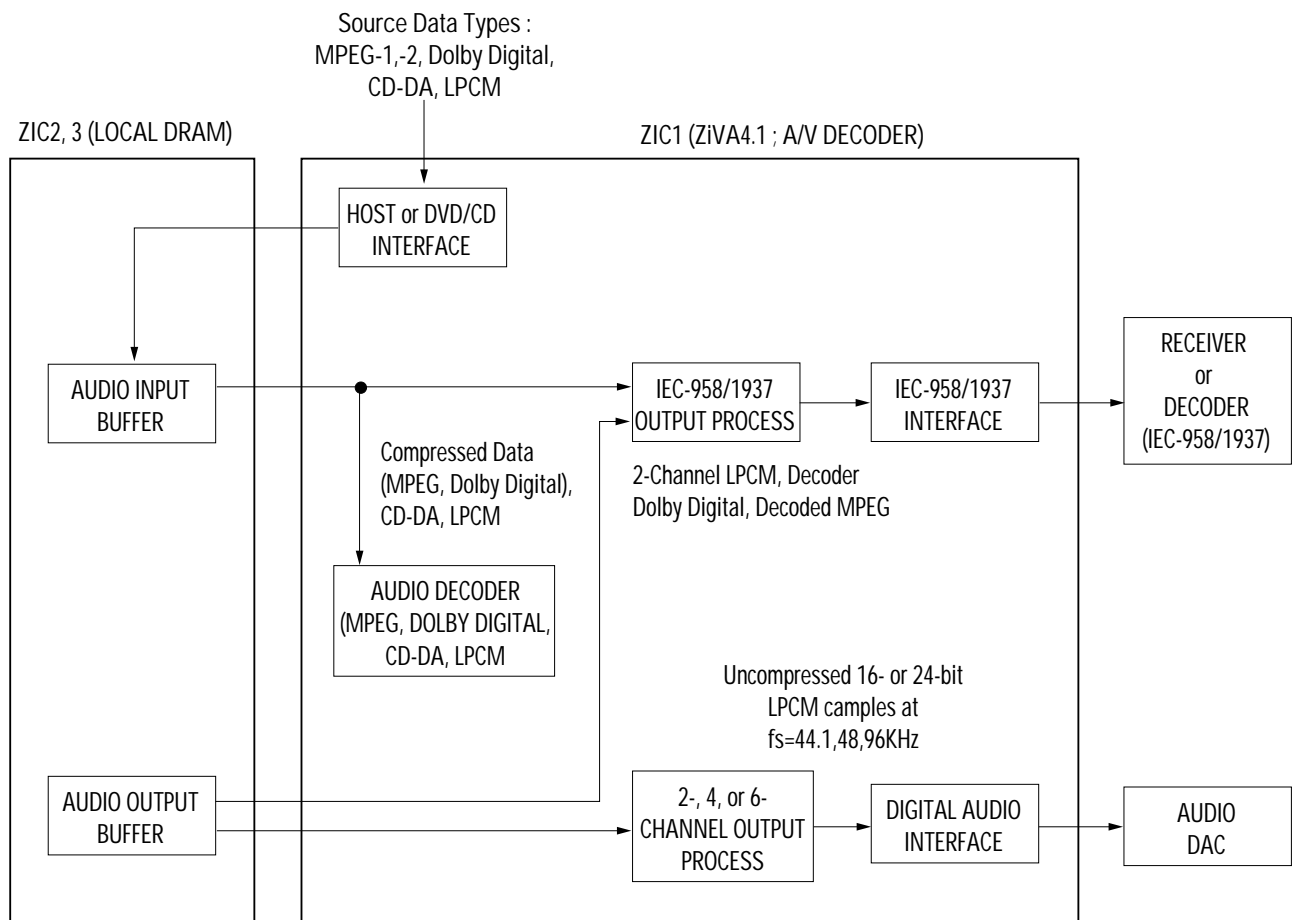 Source Data Types :
MPEG-1,-2, Dolby Digital,
CD-DA, LPCM
ZIC2, 3 (LOCAL DRAM)
ZIC1 (ZiVA4.1 ; A/V DECODER)
HOST or DVD/CD
INTERFACE
AUDIO INPUT
BUFFER
IEC-958/1937
OUTPUT PROCESS
IEC-958/1937
INTERFACE
RECEIVER
or
DECODER
(IEC-958/1937)
Compressed Data
(MPEG, Dolby Digital),
CD-DA, LPCM
2-Channel LPCM, Decoder
Dolby Digital, Decoded MPEG
AUDIO DECODER
(MPEG, DOLBY DIGITAL,
CD-DA, LPCM
Uncompressed 16- or 24-bit
LPCM camples at
fs=44.1,48,96KHz
AUDIO OUTPUT
BUFFER
2-, 4, or 6-
CHANNEL OUTPUT
PROCESS
DIGITAL AUDIO
INTERFACE
AUDIO
DAC